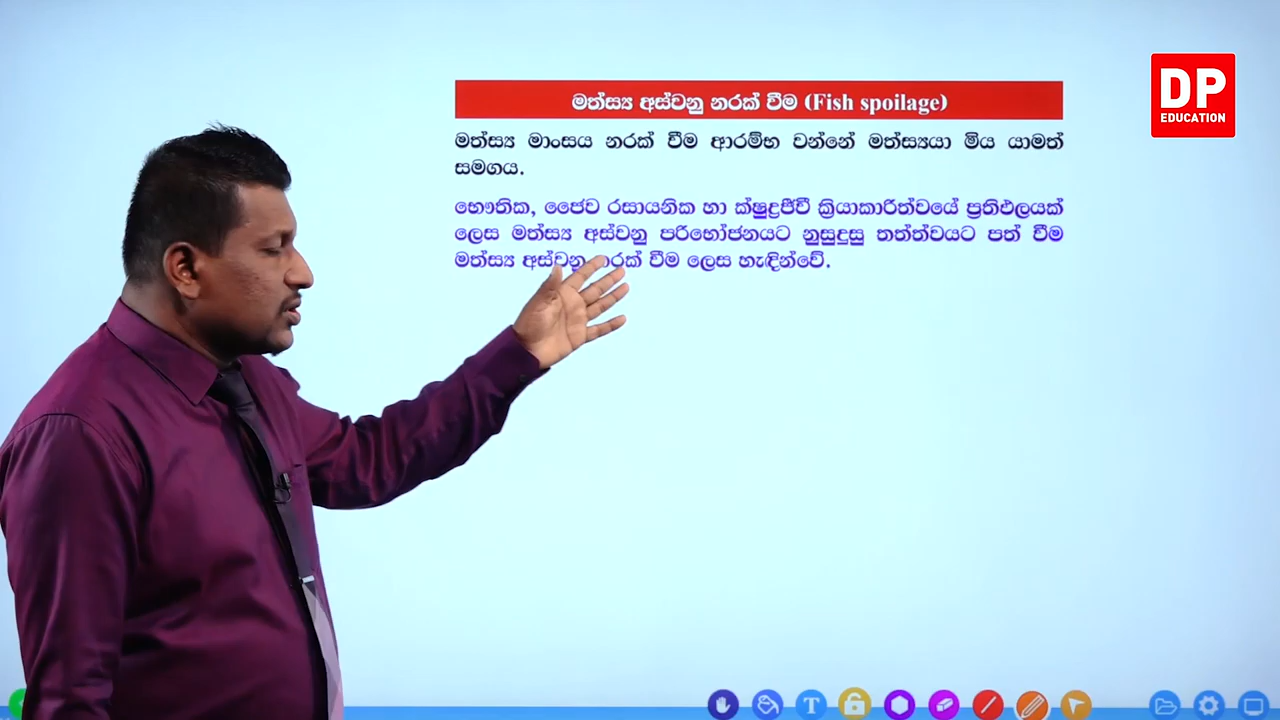 මත්ස්‍ය අස්වනු නරක් වීම (Fish spoilage)
මත්ස්‍ය මාංසය නරක් වීම ආරම්භ වන්නේ මත්ස්‍යයා මිය යාමත්
සමගය.
භෞතික, ජෛව රසායනික හා ක්ෂුද්‍රජීවී ක්‍රියාකාරීත්වයේ ප්‍රතිඵලයක්
ලෙස මත්ස්‍ය අස්වනු පරිභෝජනයට නුසුදුසු තත්ත්වයට පත් වීම
මත්ස්‍ය අස්වනු නරක් වීම ලෙස හැඳින්වේ.
DP
EDUCATION
T